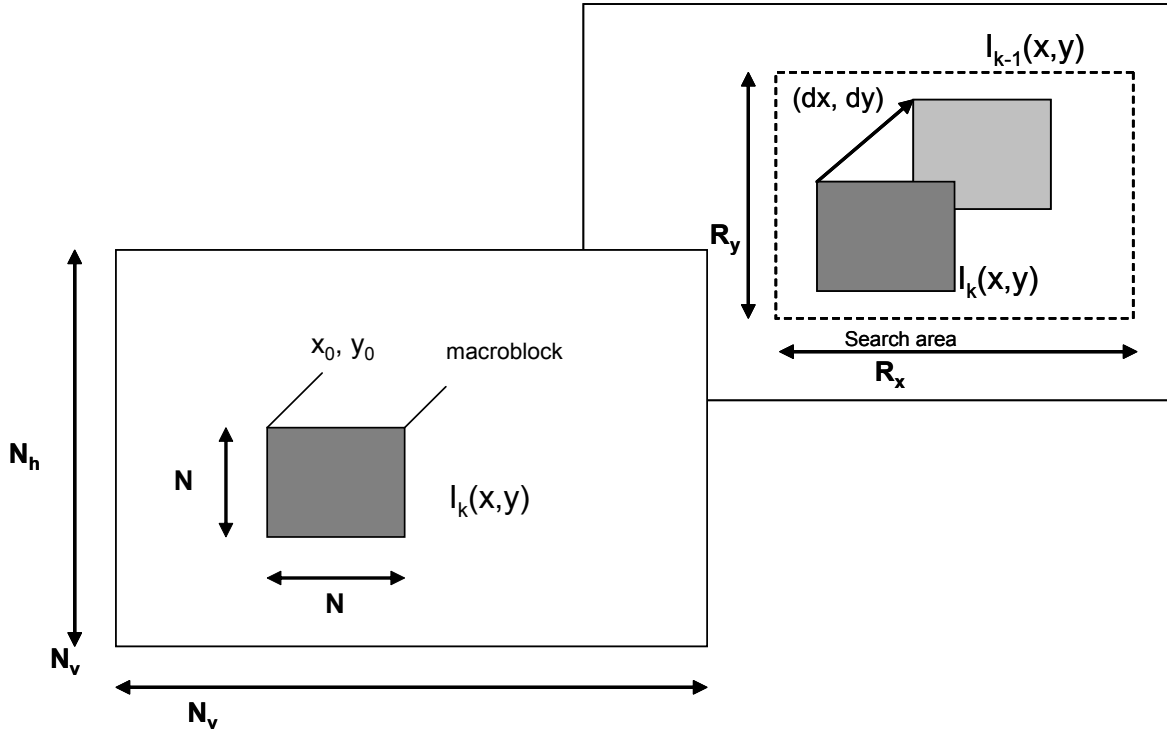 I_{k-1}(x,y)
(dx, dy)
R_y
I_k(x,y)
Search area
R_x
x_0, y_0
macroblock
N_h
N
I_k(x,y)
N
N_v
N_v